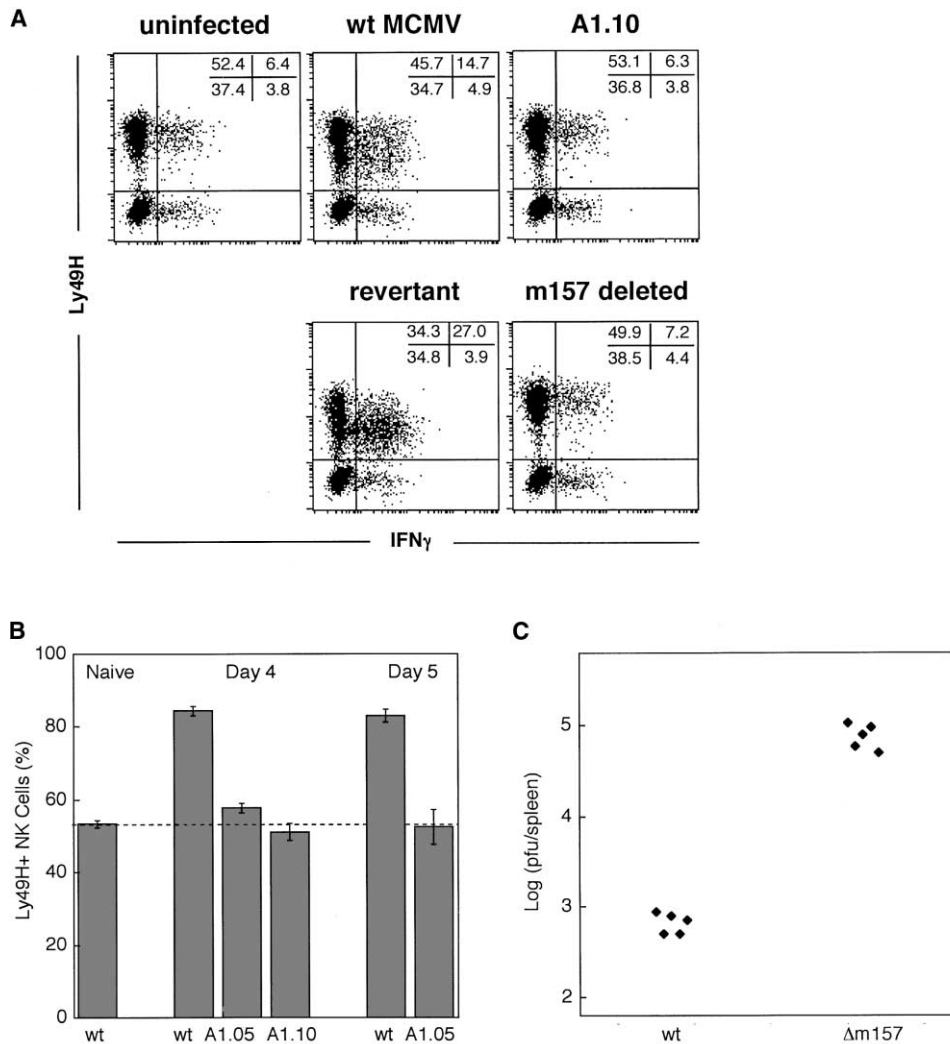 A
uninfected
wt MCMV
A1.10
52.4 6.4
37.4 3.8
45.7 14.7
34.7 4.9
53.1 6.3
36.8 3.8
Ly49H
revertant
m157 deleted
34.3 27.0
34.8 3.9
49.9 7.2
38.5 4.4
IFNγ
B
Ly49H+ NK Cells (%)
100
80
60
40
20
0
Naive
Day 4
Day 5
wt
wt A1.05 A1.10
wt A1.05
C
Log (pfu/spleen)
5
4
3
2
wt
Δm157